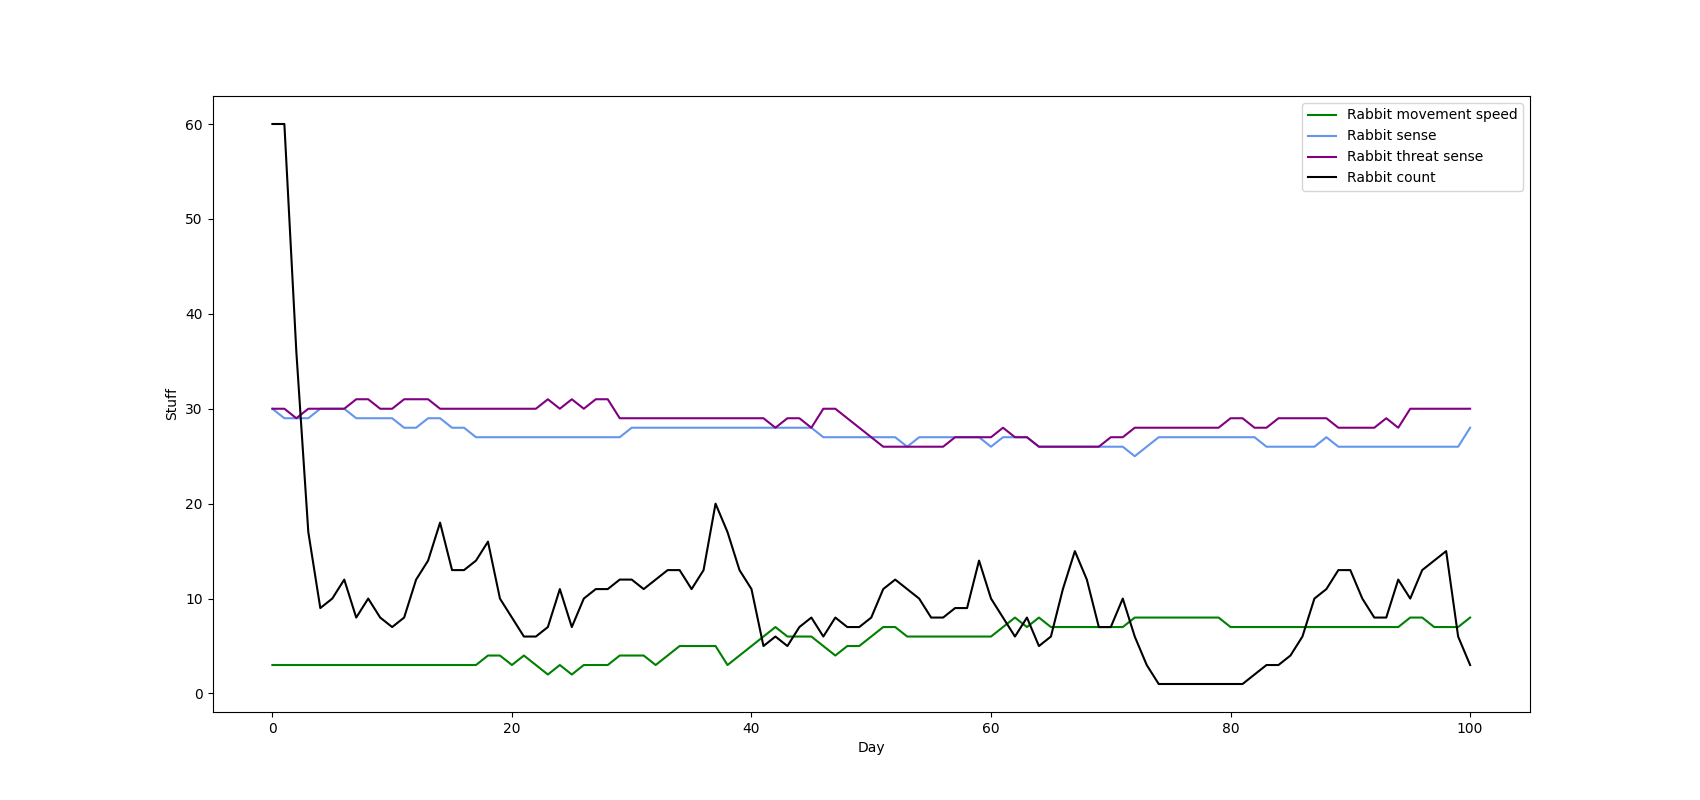 Rabbit movement speed
Rabbit sense
Rabbit threat sense
Rabbit count
60
50
40
30
20
10
0
Stuff
0 20 40 60 80 100
Day